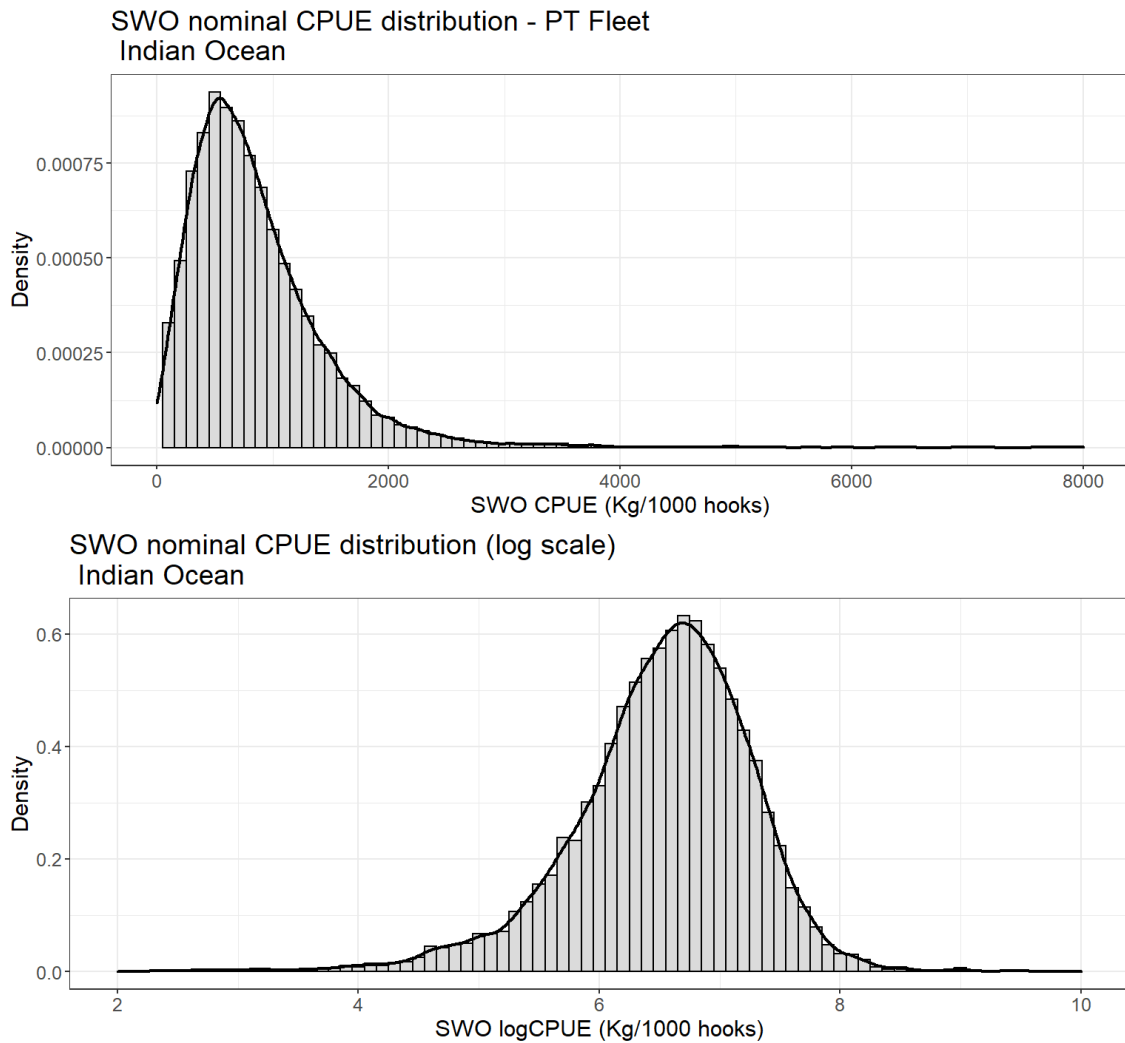 SWO nominal CPUE distribution - PT Fleet
Indian Ocean
0.00075
0.00050
0.00025
0.00000
Density
0 2000 4000 6000 8000
SWO CPUE (Kg/1000 hooks)
SWO nominal CPUE distribution (log scale)
Indian Ocean
0.6
0.4
0.2
0.0
Density
2 4 6 8 10
SWO logCPUE (Kg/1000 hooks)